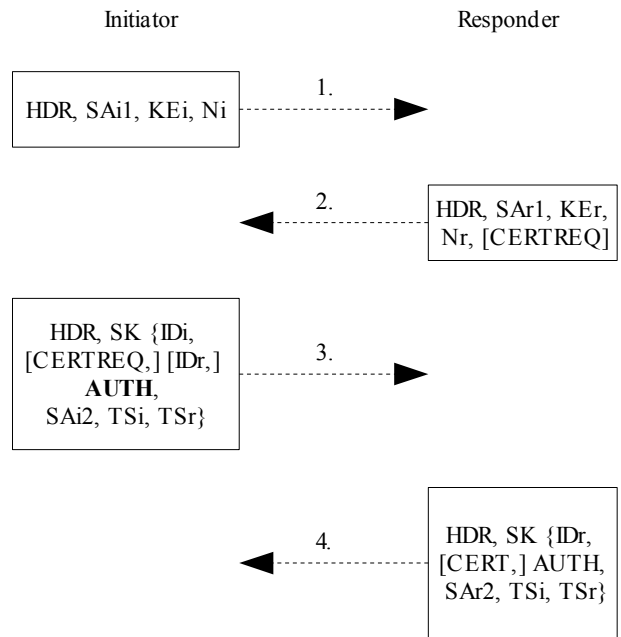 Initiator
Responder
1.
HDR, SAi1, KEi, Ni
2.
HDR, SAr1, KEr,
Nr, [CERTREQ]
HDR, SK {IDi,
[CERTREQ,] [IDr,]
AUTH,
SAi2, TSi, TSr}
3.
4.
HDR, SK {IDr,
[CERT,] AUTH,
SAr2, TSi, TSr}